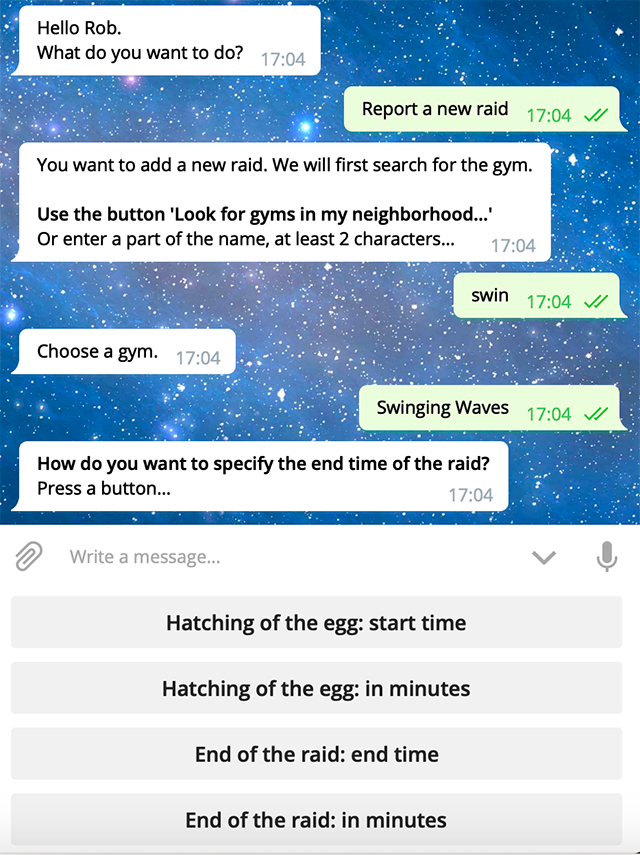 Hello Rob.
What do you want to do? 17:04
Report a new raid 17:04
You want to add a new raid. We will first search for the gym.
Use the button 'Look for gyms in my neighborhood...'
Or enter a part of the name, at least 2 characters... 17:04
swin 17:04
Choose a gym. 17:04
Swinging Waves 17:04
How do you want to specify the end time of the raid?
Press a button...
17:04
Write a message...
Hatching of the egg: start time
Hatching of the egg: in minutes
End of the raid: end time
End of the raid: in minutes